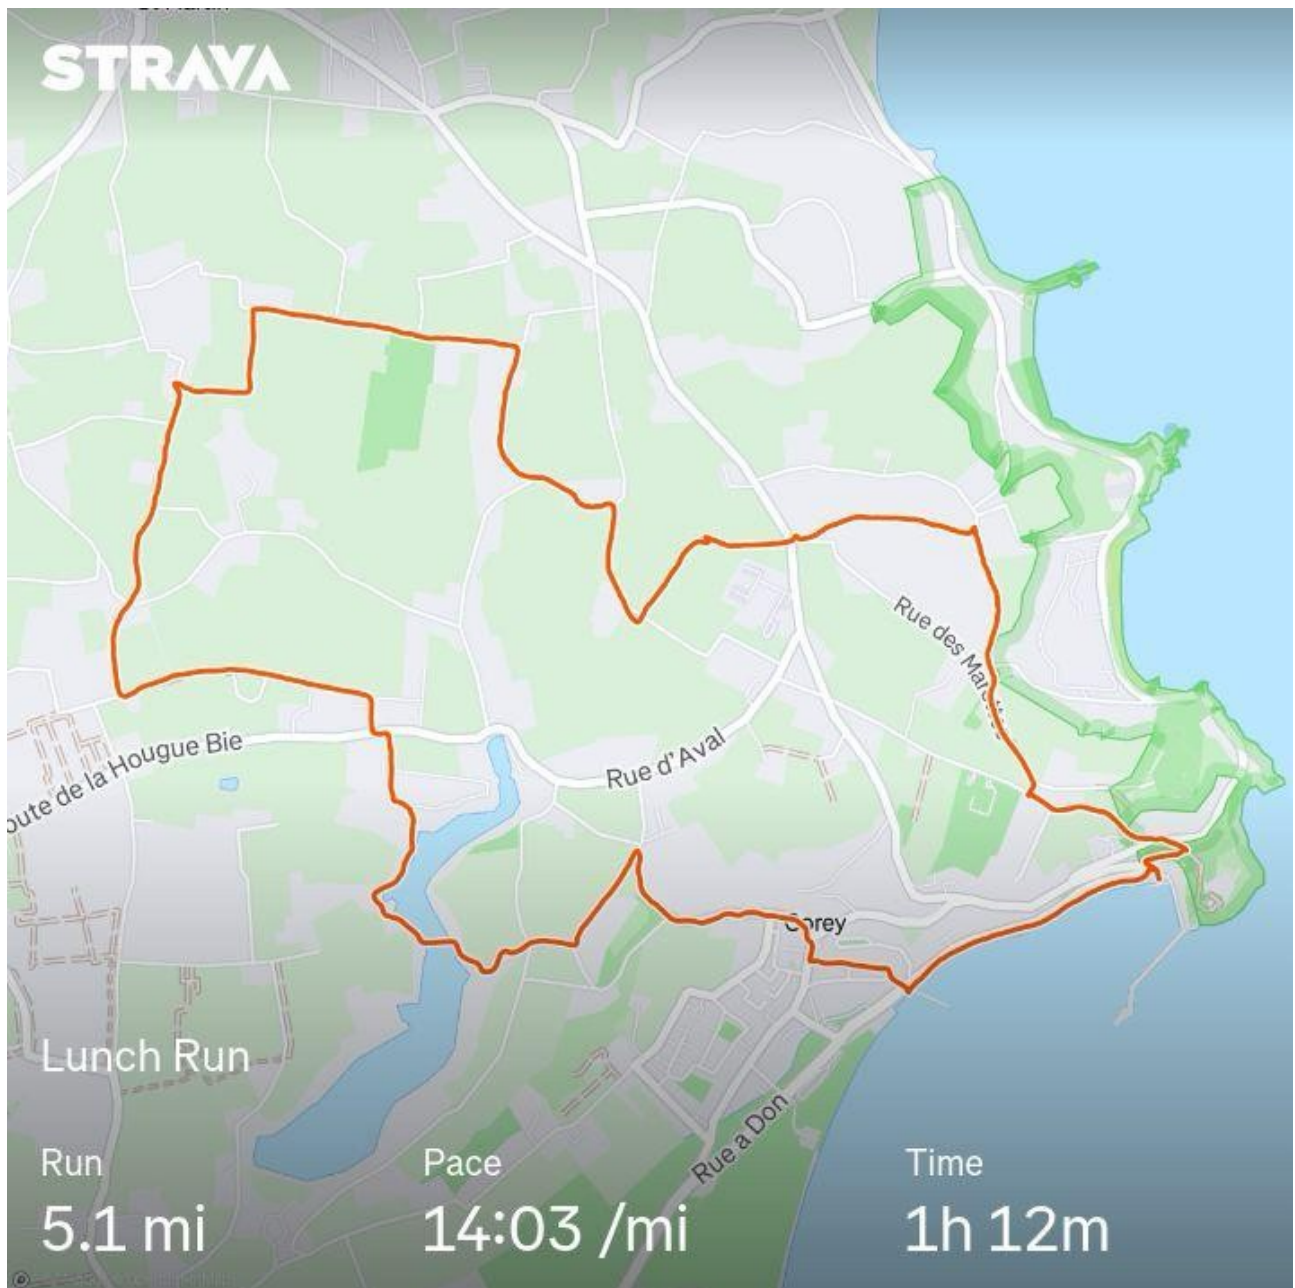 STRAVA
Rue des Mar
oute de la Hougue Bie
Rue d'Aval
Gorey
Lunch Run
Rue a Don
Run
Pace
Time
5.1 mi
14:03 /mi
1h 12m